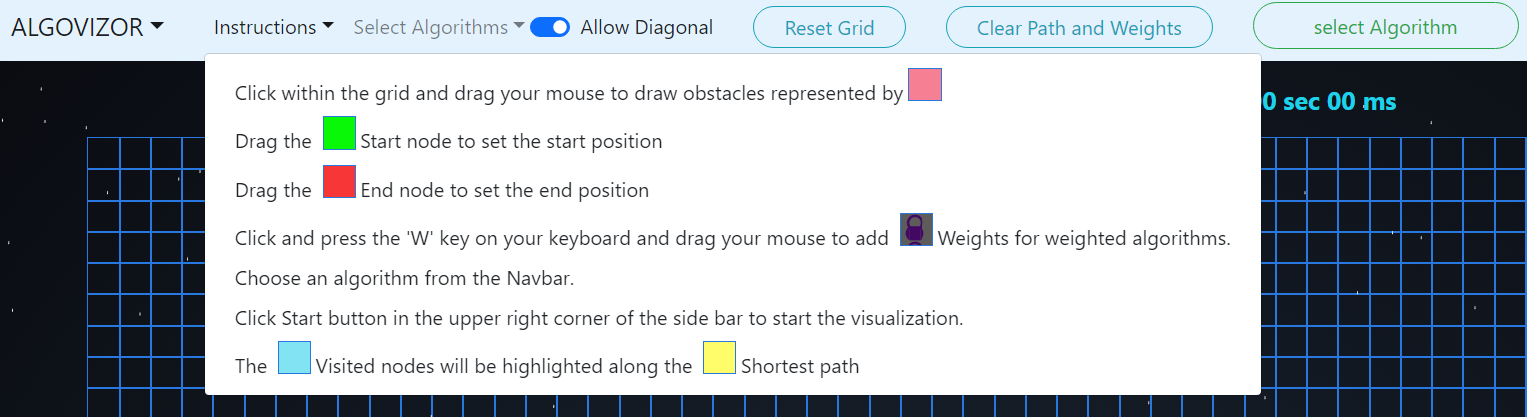 ALGOVIZOR Instructions Select Algorithms Allow Diagonal Reset Grid Clear Path and Weights select Algorithm
Click within the grid and drag your mouse to draw obstacles represented by
0 sec 00 ms
Drag the Start node to set the start position
Drag the End node to set the end position
Click and press the 'W' key on your keyboard and drag your mouse to add Weights for weighted algorithms.
Choose an algorithm from the Navbar.
Click Start button in the upper right corner of the side bar to start the visualization.
The Visited nodes will be highlighted along the Shortest path